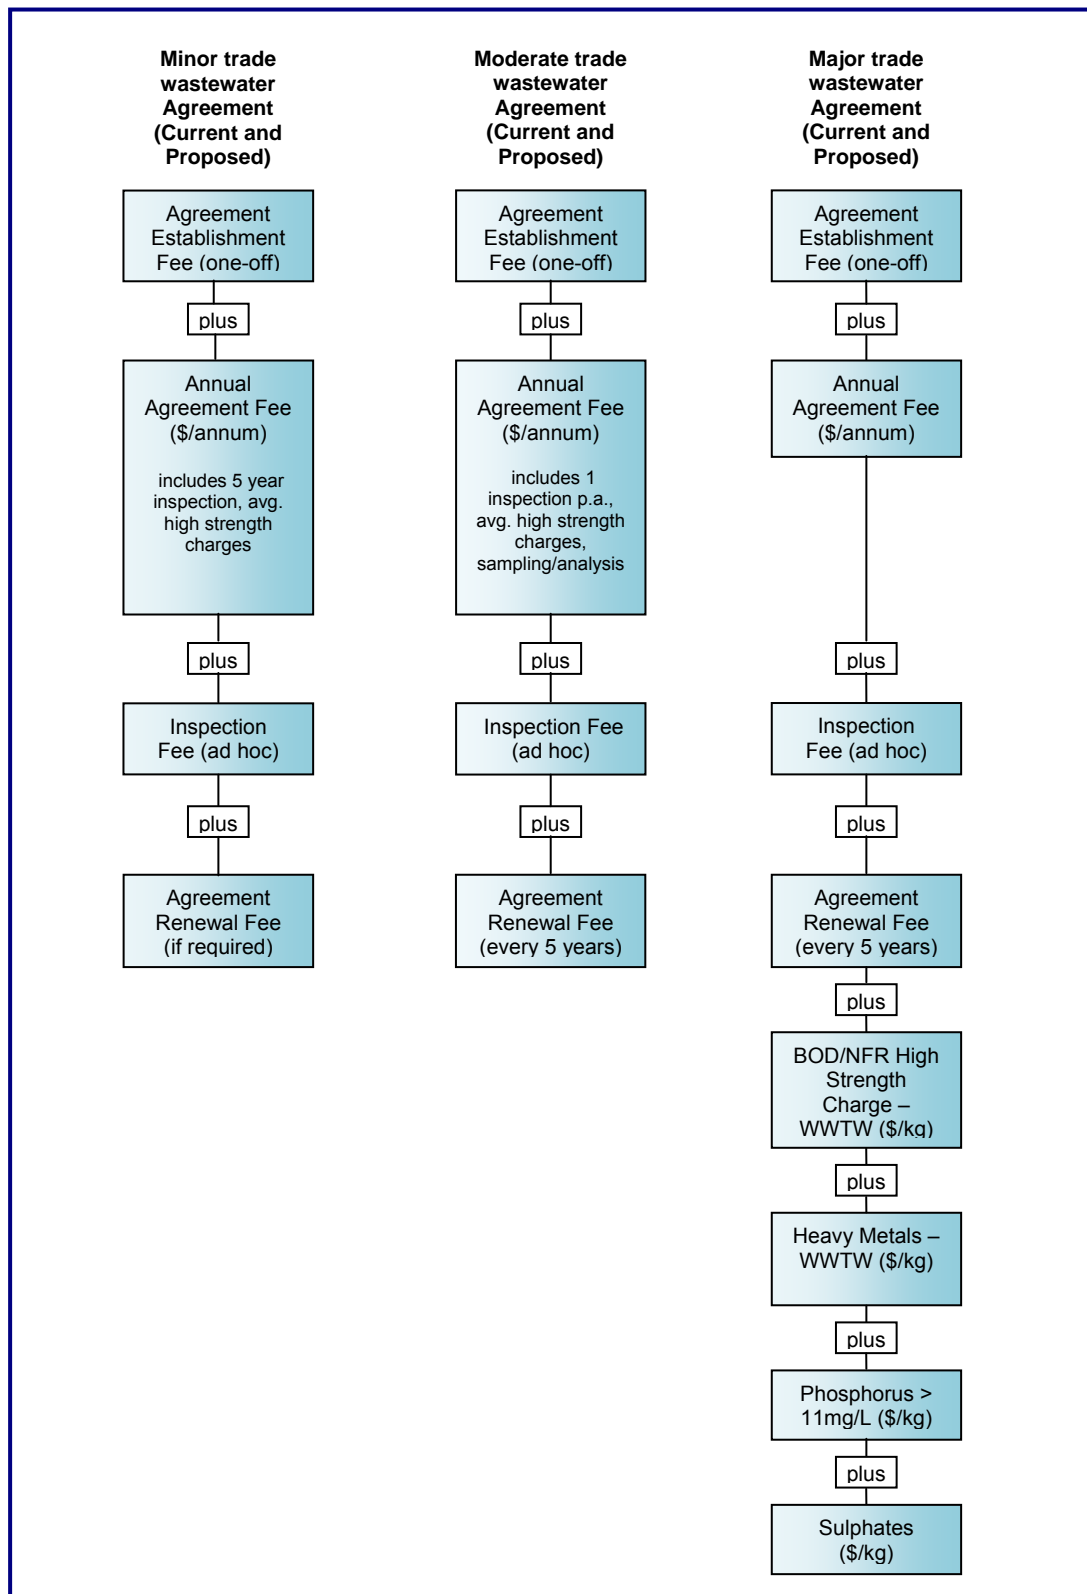 Minor trade
wastewater
Agreement
(Current and
Proposed)
Agreement
Establishment
Fee (one-off)
plus
Annual
Agreement Fee
($/annum)
includes 5 year
inspection, avg.
high strength
charges
plus
Inspection
Fee (ad hoc)
plus
Agreement
Renewal Fee
(if required)
Moderate trade
wastewater
Agreement
(Current and
Proposed)
Agreement
Establishment
Fee (one-off)
plus
Annual
Agreement Fee
($/annum)
includes 1
inspection p.a.,
avg. high strength
charges,
sampling/analysis
plus
Inspection Fee
(ad hoc)
plus
Agreement
Renewal Fee
(every 5 years)
Major trade
wastewater
Agreement
(Current and
Proposed)
Agreement
Establishment
Fee (one-off)
plus
Annual
Agreement Fee
($/annum)
plus
Inspection
Fee (ad hoc)
plus
Agreement
Renewal Fee
(every 5 years)
plus
BOD/NFR High
Strength
Charge –
WWTW ($/kg)
plus
Heavy Metals –
WWTW ($/kg)
plus
Phosphorus >
11mg/L ($/kg)
plus
Sulphates
($/kg)